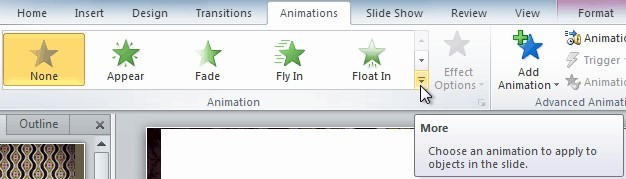 Home Insert Design Transitions Animations Slide Show Review View Format
None Appear Fade Fly In Float In
Effect Options
Add Animation
Animatio
Trigger
Animatio
Animation
Advanced Animati
Outline
More
Choose an animation to apply to
objects in the slide.